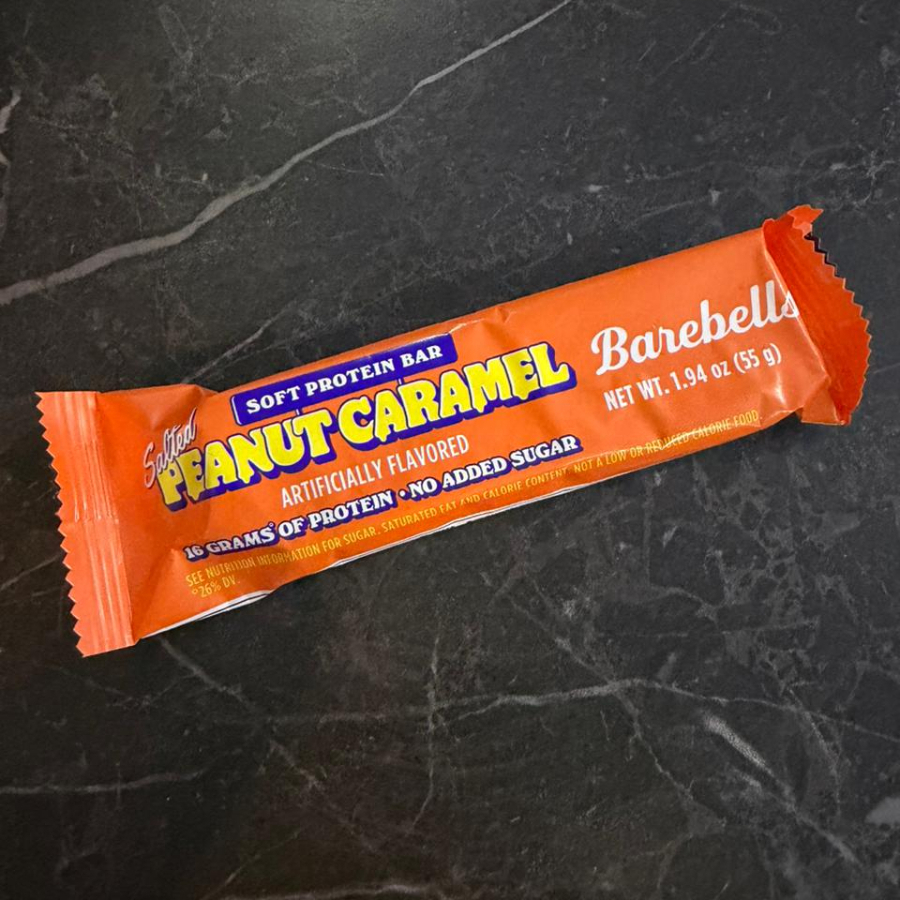 SOFT PROTEIN BAR
Salted
PEANUT CARAMEL
ARTIFICIALLY FLAVORED
16 GRAMS° OF PROTEIN • NO ADDED SUGAR
SEE NUTRITION INFORMATION FOR SUGAR, SATURATED FAT AND CALORIE CONTENT. NOT A LOW OR REDUCED CALORIE FOOD.
°26% DV.
Barebells
NET WT. 1.94 oz (55 g)